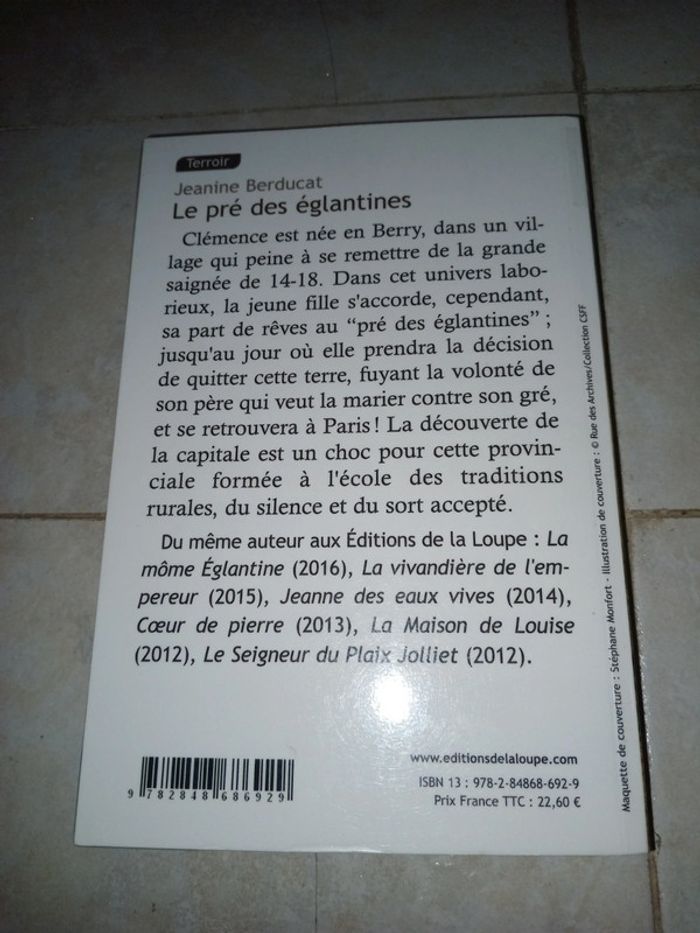 Terroir
Jeanine Berducat
Le pré des églantines
Clémence est née en Berry, dans un vil-
lage qui peine à se remettre de la grande
saignée de 14-18. Dans cet univers labo-
rieux, la jeune fille s'accorde, cependant,
sa part de rêves au “pré des églantines” ;
jusqu'au jour où elle prendra la décision
de quitter cette terre, fuyant la volonté de
son père qui veut la marier contre son gré,
et se retrouvera à Paris ! La découverte de
la capitale est un choc pour cette provin-
ciale formée à l'école des traditions
rurales, du silence et du sort accepté.
Du même auteur aux Éditions de la Loupe : La
môme Églantine (2016), La vivandière de l'em-
pereur (2015), Jeanne des eaux vives (2014),
Cœur de pierre (2013), La Maison de Louise
(2012), Le Seigneur du Plaix Jolliet (2012).
www.editionsdelaloupe.com
ISBN 13 : 978-2-84868-692-9
Prix France TTC : 22,60 €
9 782848 686929
Maquette de couverture : Stéphane Monfort - Illustration de couverture : © Rue des Archives/Collection CSFF